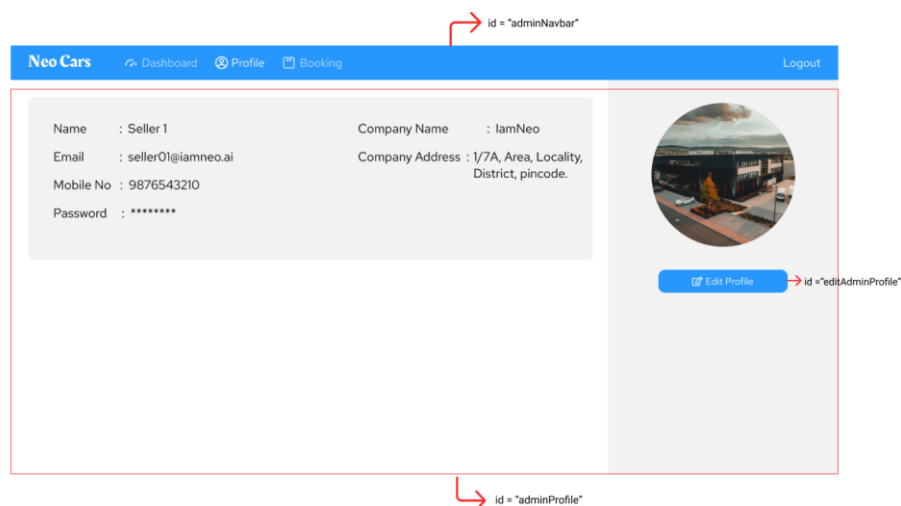 id = "adminNavbar"
Neo Cars Dashboard Profile Booking Logout
Name : Seller 1 Company Name : IamNeo
Email : seller01@iamneo.ai Company Address : 1/7A, Area, Locality,
District, pincode.
Mobile No : 9876543210
Password : ********
Edit Profile id ="editAdminProfile"
id = "adminProfile"